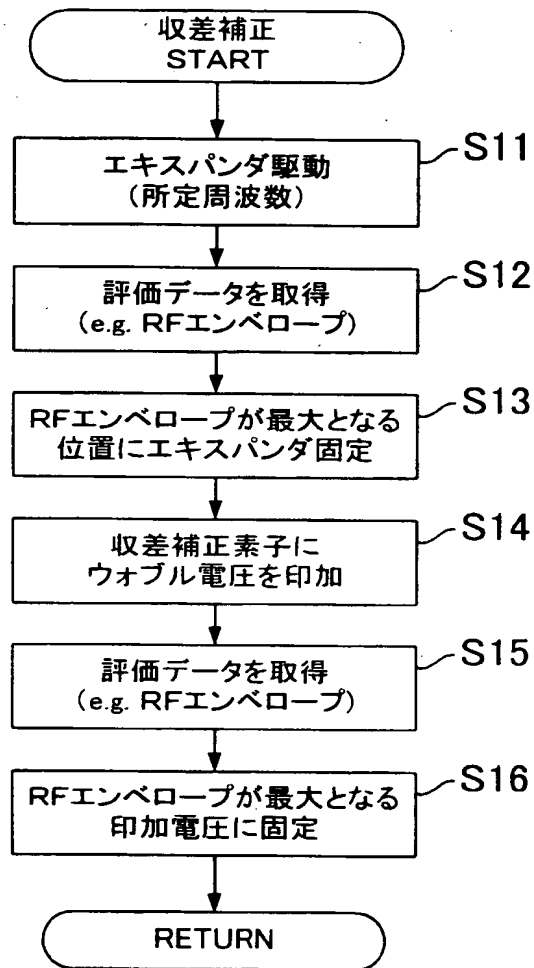 収差補正
START
エキスパンダ駆動
(所定周波数)
S11
評価データを取得
(e.g. RFエンベロープ)
S12
RFエンベロープが最大となる
位置にエキスパンダ固定
S13
収差補正素子に
ウォブル電圧を印加
S14
評価データを取得
(e.g. RFエンベロープ)
S15
RFエンベロープが最大となる
印加電圧に固定
S16
RETURN